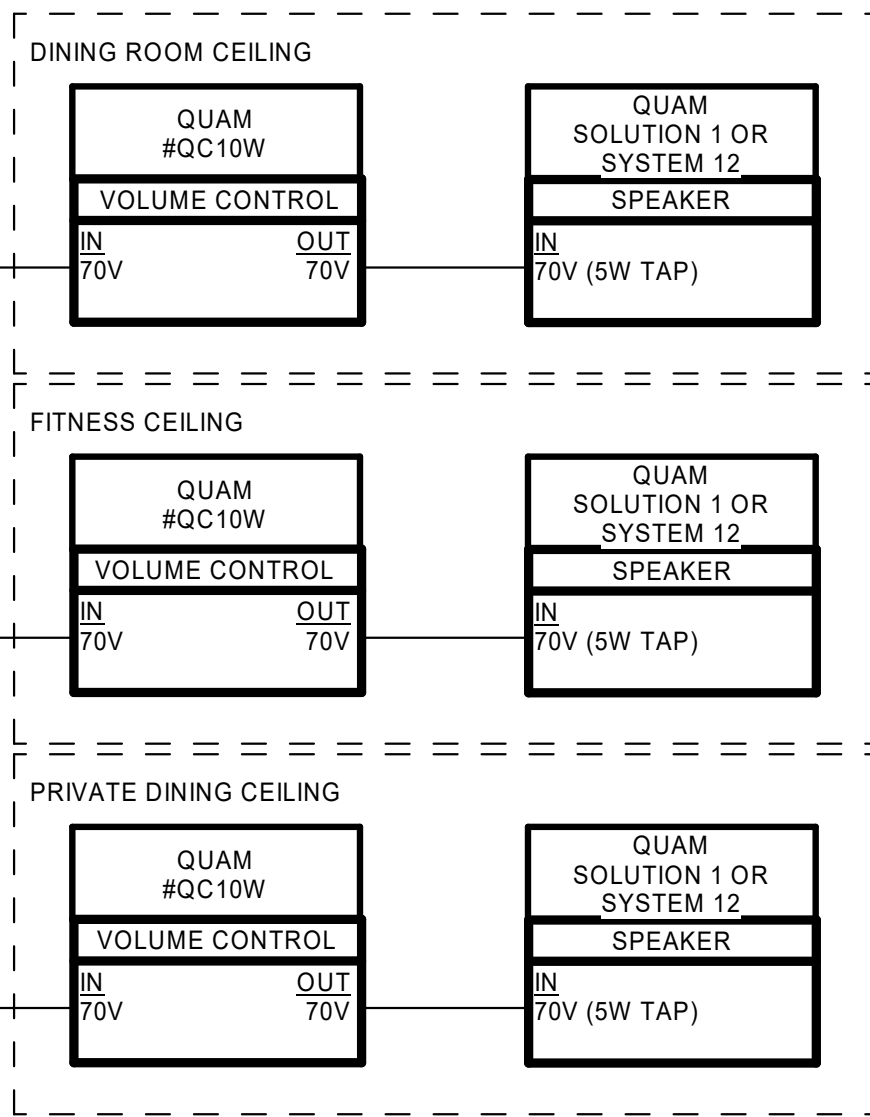 DINING ROOM CEILING
QUAM
#QC10W
VOLUME CONTROL
IN OUT
70V 70V
QUAM
SOLUTION 1 OR
SYSTEM 12
SPEAKER
IN
70V (5W TAP)
FITNESS CEILING
QUAM
#QC10W
VOLUME CONTROL
IN OUT
70V 70V
QUAM
SOLUTION 1 OR
SYSTEM 12
SPEAKER
IN
70V (5W TAP)
PRIVATE DINING CEILING
QUAM
#QC10W
VOLUME CONTROL
IN OUT
70V 70V
QUAM
SOLUTION 1 OR
SYSTEM 12
SPEAKER
IN
70V (5W TAP)